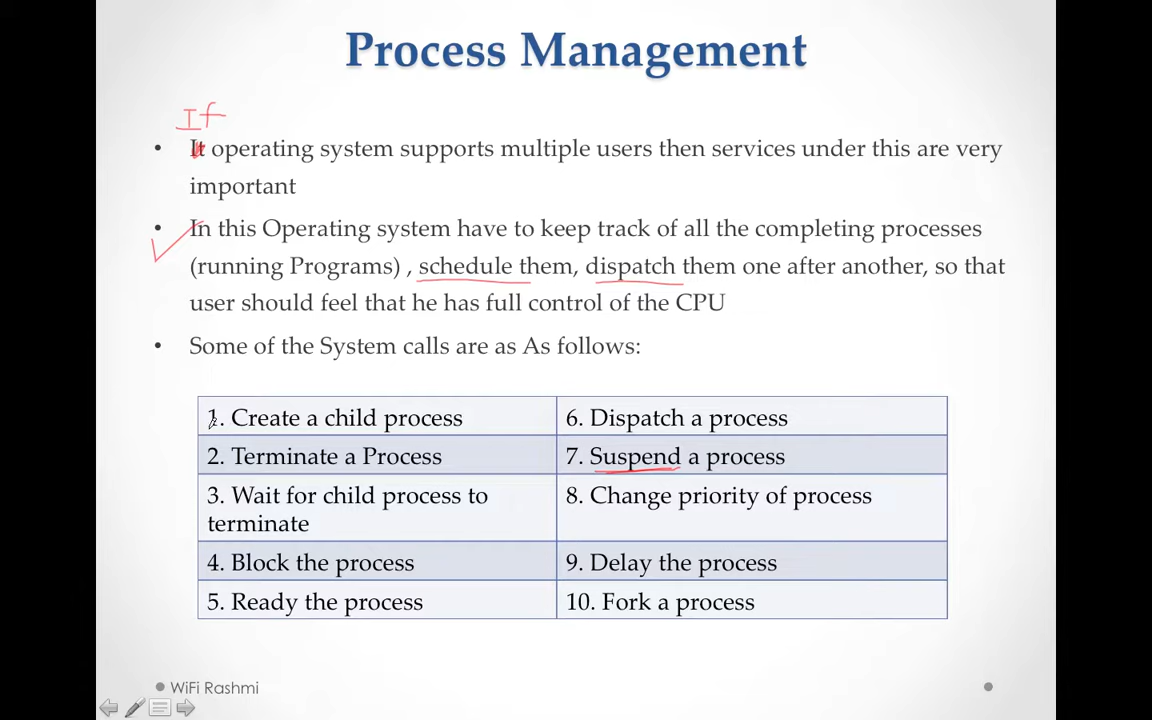 Process Management
If
• It operating system supports multiple users then services under this are very
important
• In this Operating system have to keep track of all the completing processes
(running Programs) , schedule them, dispatch them one after another, so that
user should feel that he has full control of the CPU
• Some of the System calls are as As follows:
1. Create a child process
6. Dispatch a process
2. Terminate a Process
7. Suspend a process
3. Wait for child process to
terminate
8. Change priority of process
4. Block the process
9. Delay the process
5. Ready the process
10. Fork a process
WiFi Rashmi